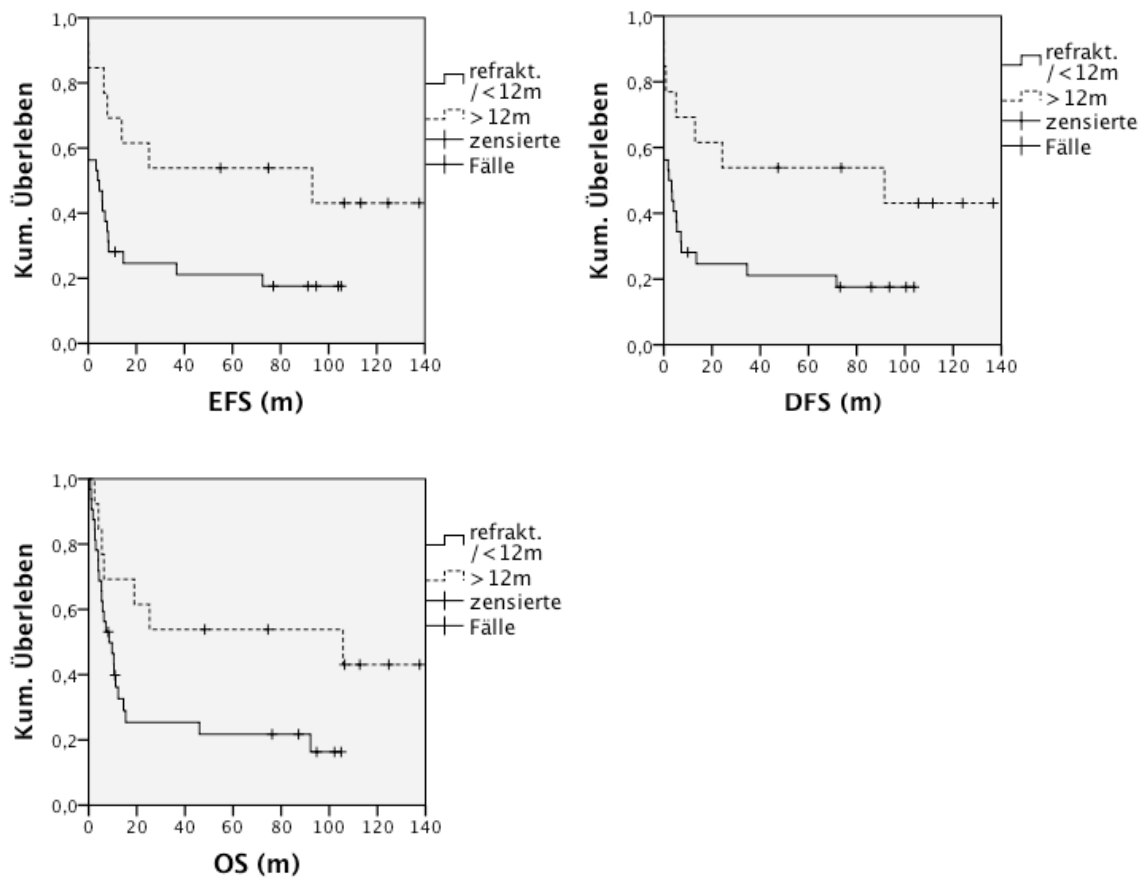 1,0
0,8
0,6
0,4
0,2
0,0
Kum. Überleben
0 20 40 60 80 100 120 140
EFS (m)
refrakt.
/<12m
>12m
zensierte
Fälle
1,0
0,8
0,6
0,4
0,2
0,0
Kum. Überleben
0 20 40 60 80 100 120 140
DFS (m)
refrakt.
/<12m
>12m
zensierte
Fälle
1,0
0,8
0,6
0,4
0,2
0,0
Kum. Überleben
0 20 40 60 80 100 120 140
OS (m)
refrakt.
/<12m
>12m
zensierte
Fälle